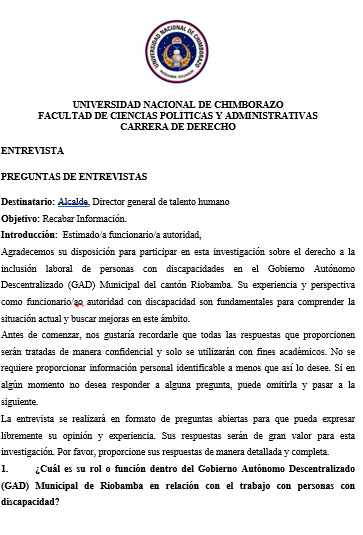 UNIVERSIDAD NACIONAL DE CHIMBORAZO
UNIVERSIDAD NACIONAL DE CHIMBORAZO
FACULTAD DE CIENCIAS POLÍTICAS Y ADMINISTRATIVAS
CARRERA DE DERECHO
ENTREVISTA
PREGUNTAS DE ENTREVISTAS
Destinatario: Alcalde, Director general de talento humano
Objetivo: Recabar Información.
Introducción: Estimado/a funcionario/a autoridad,
Agradecemos su disposición para participar en esta investigación sobre el derecho a la
inclusión laboral de personas con discapacidades en el Gobierno Autónomo
Descentralizado (GAD) Municipal del cantón Riobamba. Su experiencia y perspectiva
como funcionario/ao autoridad con discapacidad son fundamentales para comprender la
situación actual y buscar mejoras en este ámbito.
Antes de comenzar, nos gustaría recordarle que todas las respuestas que proporcionen
serán tratadas de manera confidencial y solo se utilizarán con fines académicos. No se
requiere proporcionar información personal identificable a menos que así lo desee. Si en
algún momento no desea responder a alguna pregunta, puede omitirla y pasar a la
siguiente.
La entrevista se realizará en formato de preguntas abiertas para que pueda expresar
libremente su opinión y experiencia. Sus respuestas serán de gran valor para esta
investigación. Por favor, proporcione sus respuestas de manera detallada y completa.
1. ¿Cuál es su rol o función dentro del Gobierno Autónomo Descentralizado
(GAD) Municipal de Riobamba en relación con el trabajo con personas con
discapacidad?